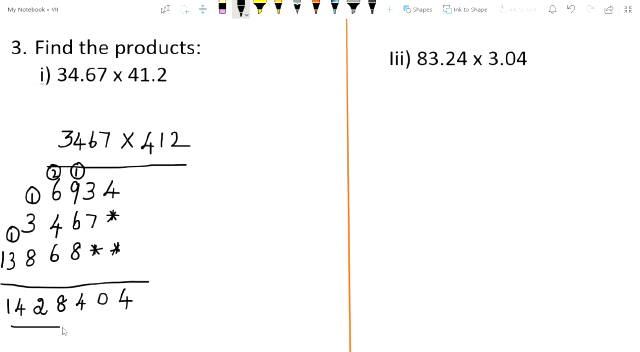 My Notebook • VII
Shapes
Ink to Shape
3. Find the products:
i) 34.67 x 41.2
3467 X 412
2 1
1 6934
3467*
1
13868**
1428404
Iii) 83.24 x 3.04